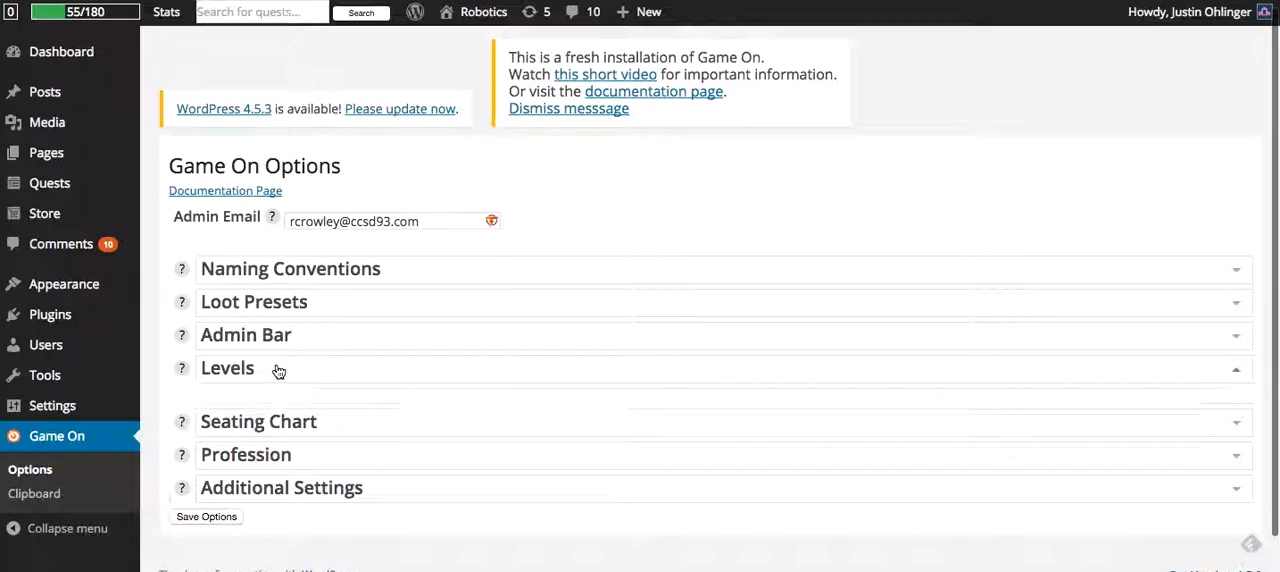 0 55/180 Stats Search for quests... Search Robotics 5 10 + New Howdy, Justin Ohlinger
Dashboard
Posts
Media
Pages
Quests
Store
Comments 10
Appearance
Plugins
Users
Tools
Settings
Game On
Options
Clipboard
Collapse menu
WordPress 4.5.3 is available! Please update now.
This is a fresh installation of Game On.
Watch this short video for important information.
Or visit the documentation page.
Dismiss messsage
Game On Options
Documentation Page
Admin Email ? rcrowley@ccsd93.com
? Naming Conventions
? Loot Presets
? Admin Bar
? Levels
? Seating Chart
? Profession
? Additional Settings
Save Options